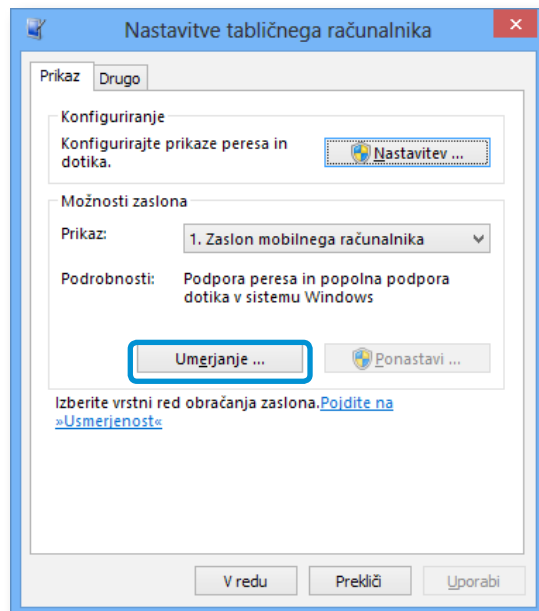 Nastavitve tabličnega računalnika
Prikaz Drugo
Konfiguriranje
Konfigurirajte prikaze peresa in
dotika.
Nastavitev ...
Možnosti zaslona
Prikaz:
1. Zaslon mobilnega računalnika
Podrobnosti:
Podpora peresa in popolna podpora
dotika v sistemu Windows
Umerjanje ...
Ponastavi ...
Izberite vrstni red obračanja zaslona.Pojdite na
»Usmerjenost«
V redu
Prekliči
Uporabi